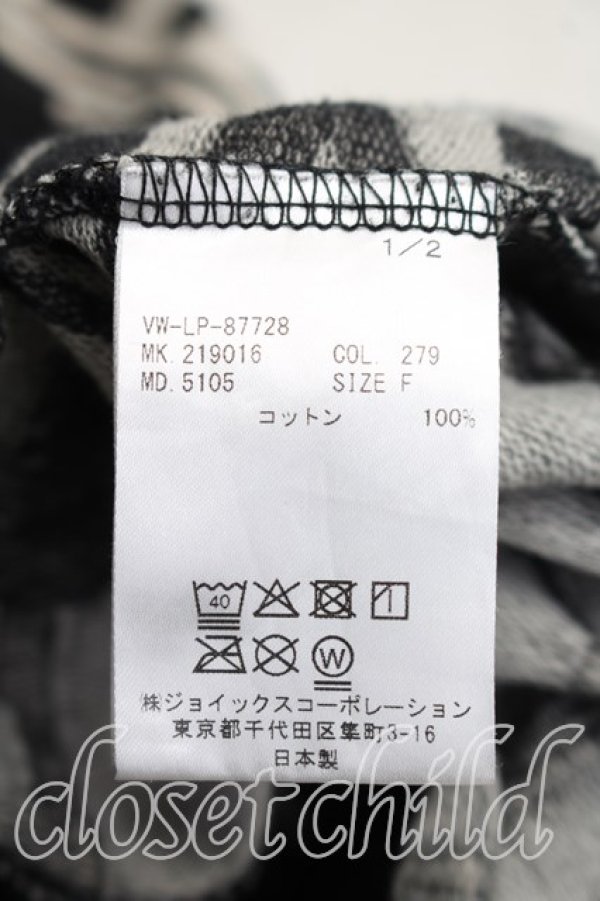 1/2
VW-LP-87728
MK. 219016 COL. 279
MD. 5105 SIZE F
コットン 100%
40
W
㈱ジョイックスコーポレーション
東京都千代田区隼町3-16
日本製
closet child